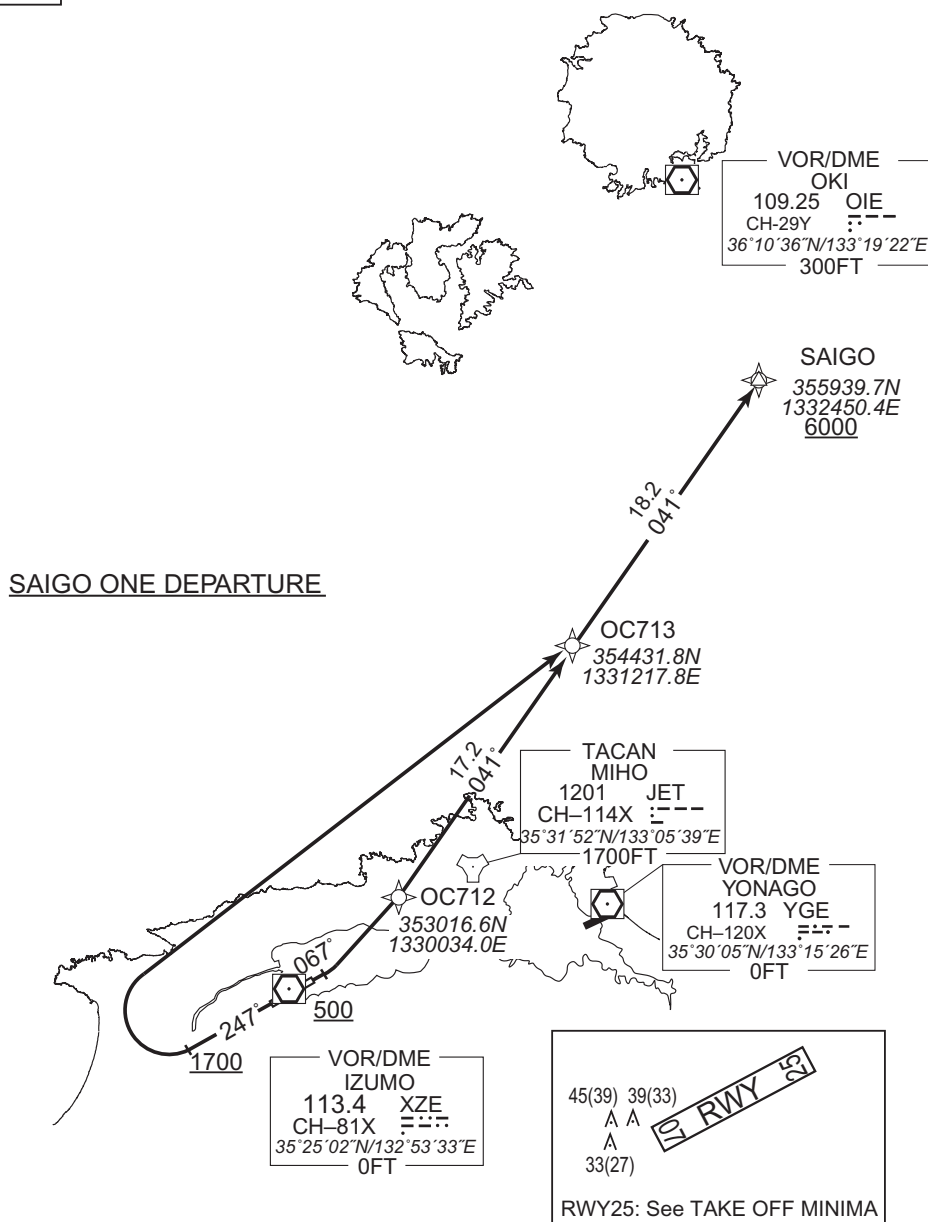 VOR/DME
OKI
109.25 OIE
CH-29Y
36°10´36˝N/133°19´22˝E
300FT
SAIGO
355939.7N
1332450.4E
6000
18.2
041°
SAIGO ONE DEPARTURE
OC713
354431.8N
1331217.8E
17.2
041°
TACAN
MIHO
1201 JET
CH–114X
35°31´52˝N/133°05´39˝E
1700FT
VOR/DME
YONAGO
117.3 YGE
CH–120X
35°30´05˝N/133°15´26˝E
0FT
OC712
353016.6N
1330034.0E
067°
500
247°
1700
VOR/DME
IZUMO
113.4 XZE
CH–81X
35°25´02˝N/132°53´33˝E
0FT
45(39) 39(33)
33(27)
07 RWY 25
RWY25: See TAKE OFF MINIMA